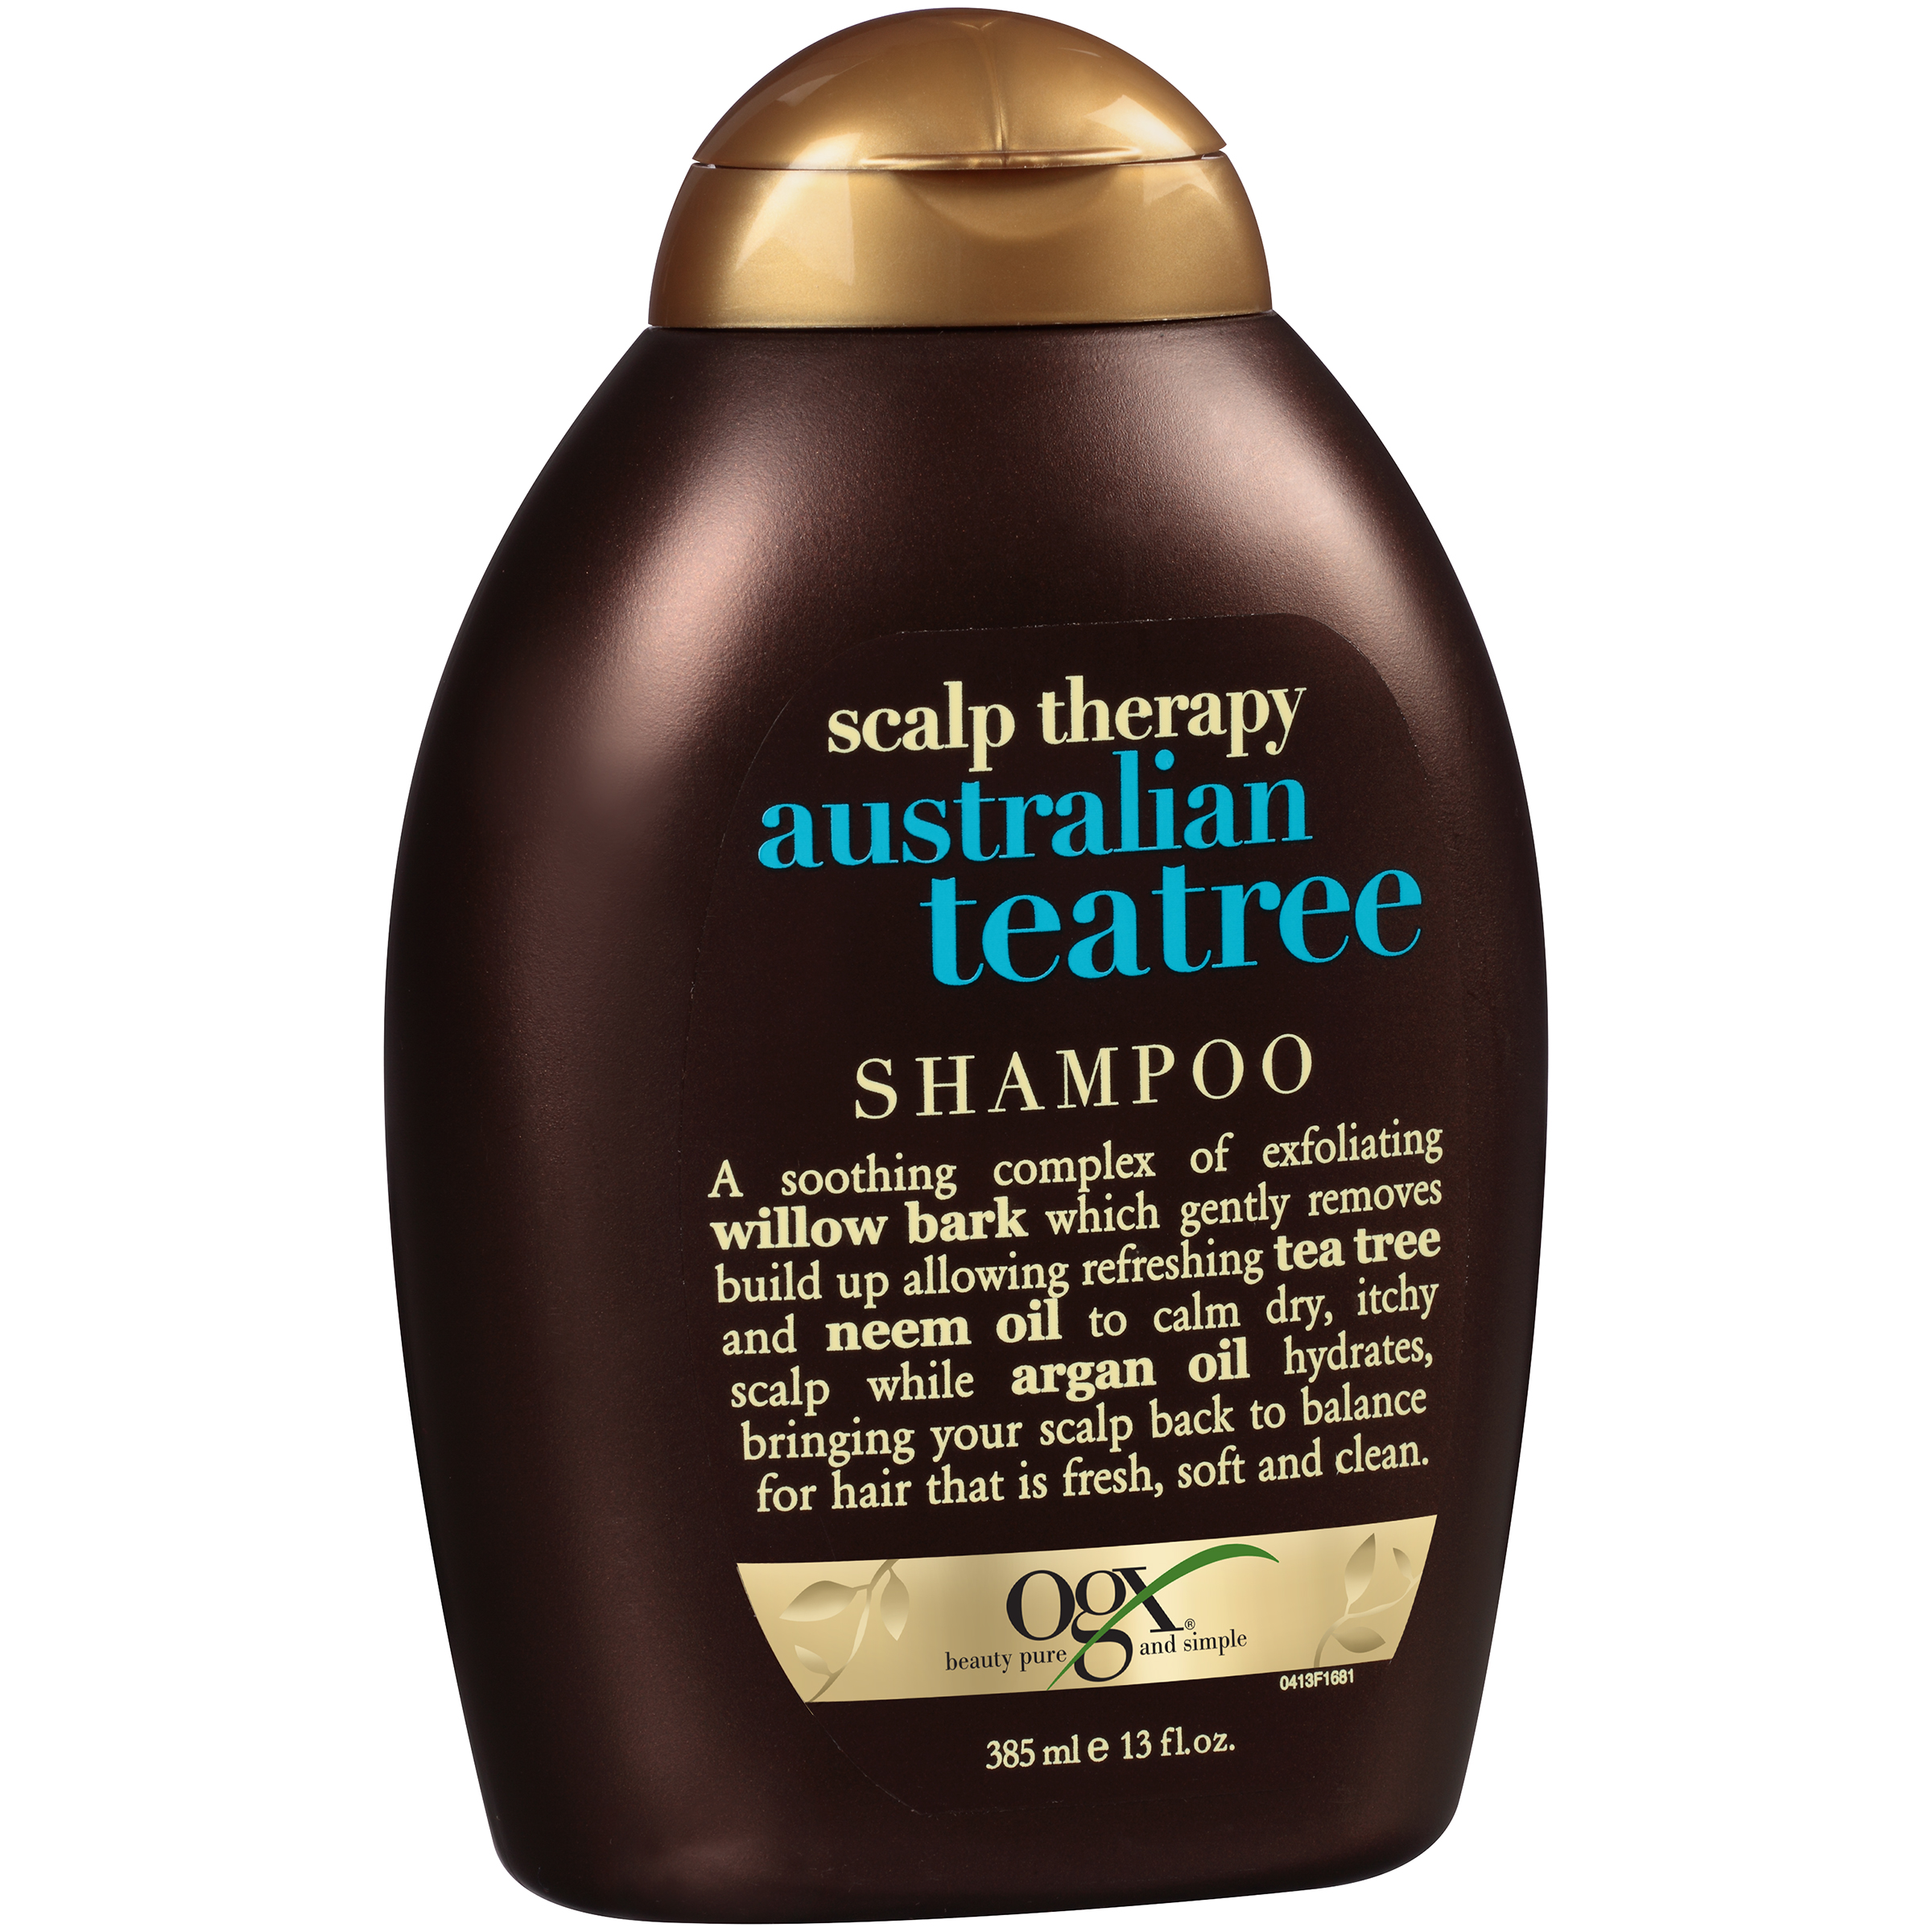 scalp therapy
australian
teatree
SHAMPOO
A soothing complex of exfoliating
willow bark which gently removes
build up allowing refreshing tea tree
and neem oil to calm dry, itchy
scalp while argan oil hydrates,
bringing your scalp back to balance
for hair that is fresh, soft and clean.
ogx®
beauty pure and simple
0413F1681
385 ml e 13 fl.oz.